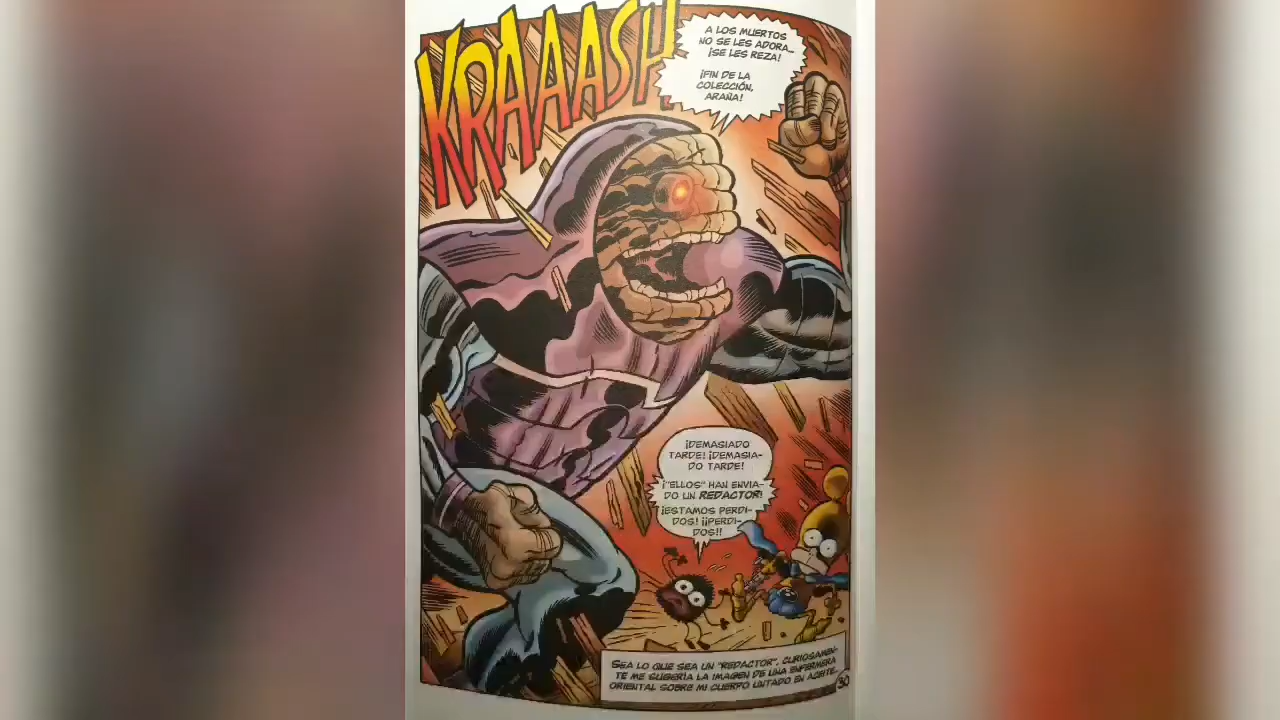 KRAAASH
A LOS MUERTOS
NO SE LES ADORA...
¡SE LES REZA!
¡FIN DE LA
COLECCIÓN,
ARAÑA!
¡DEMASIADO
TARDE! ¡DEMASIA-
DO TARDE!
¡"ELLOS" HAN ENVIA-
DO UN REDACTOR!
¡ESTAMOS PERDI-
DOS! ¡¡PERDI-
DOS!!
SEA LO QUE SEA UN "REDACTOR", CURIOSAMEN-
TE ME SUGERÍA LA IMAGEN DE UNA ENFERMERA
ORIENTAL SOBRE MI CUERPO UNTADO EN ACEITE...
30